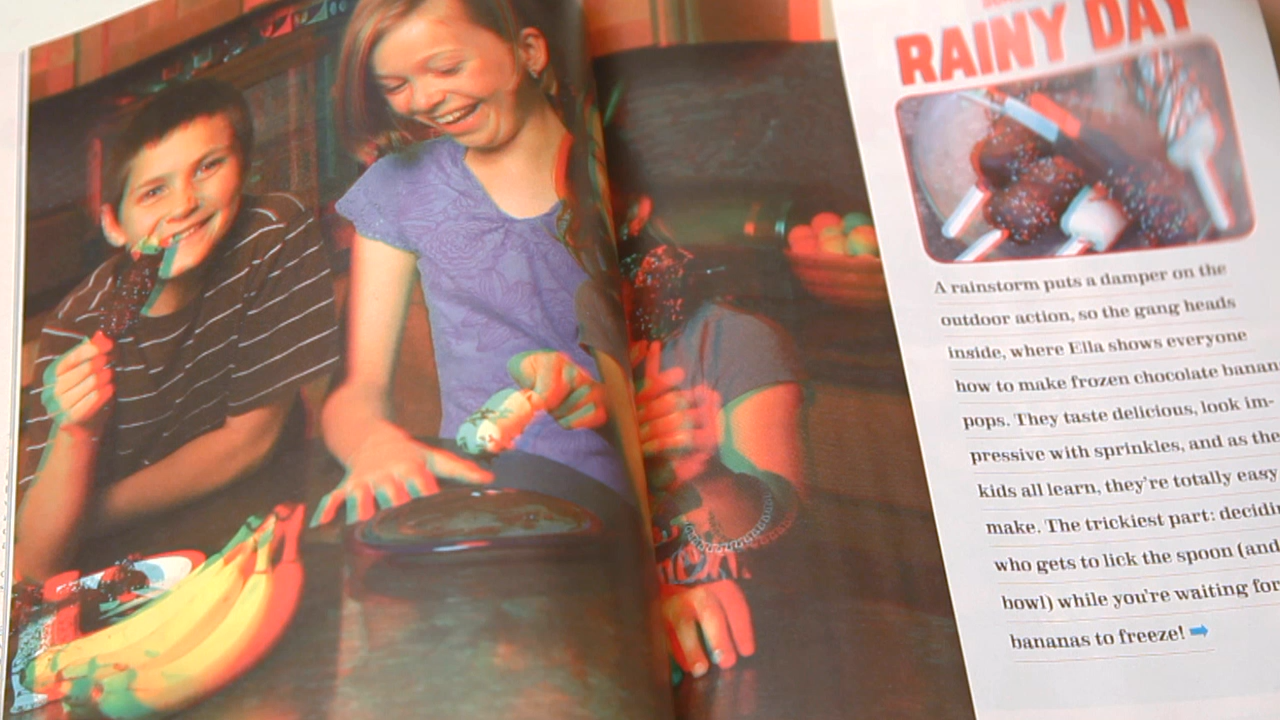 RAINY DAY
A rainstorm puts a damper on the
outdoor action, so the gang heads
inside, where Ella shows everyone
how to make frozen chocolate banan
pops. They taste delicious, look im-
pressive with sprinkles, and as the
kids all learn, they're totally easy
make. The trickiest part: decidin
who gets to lick the spoon (and
bowl) while you're waiting for
bananas to freeze!